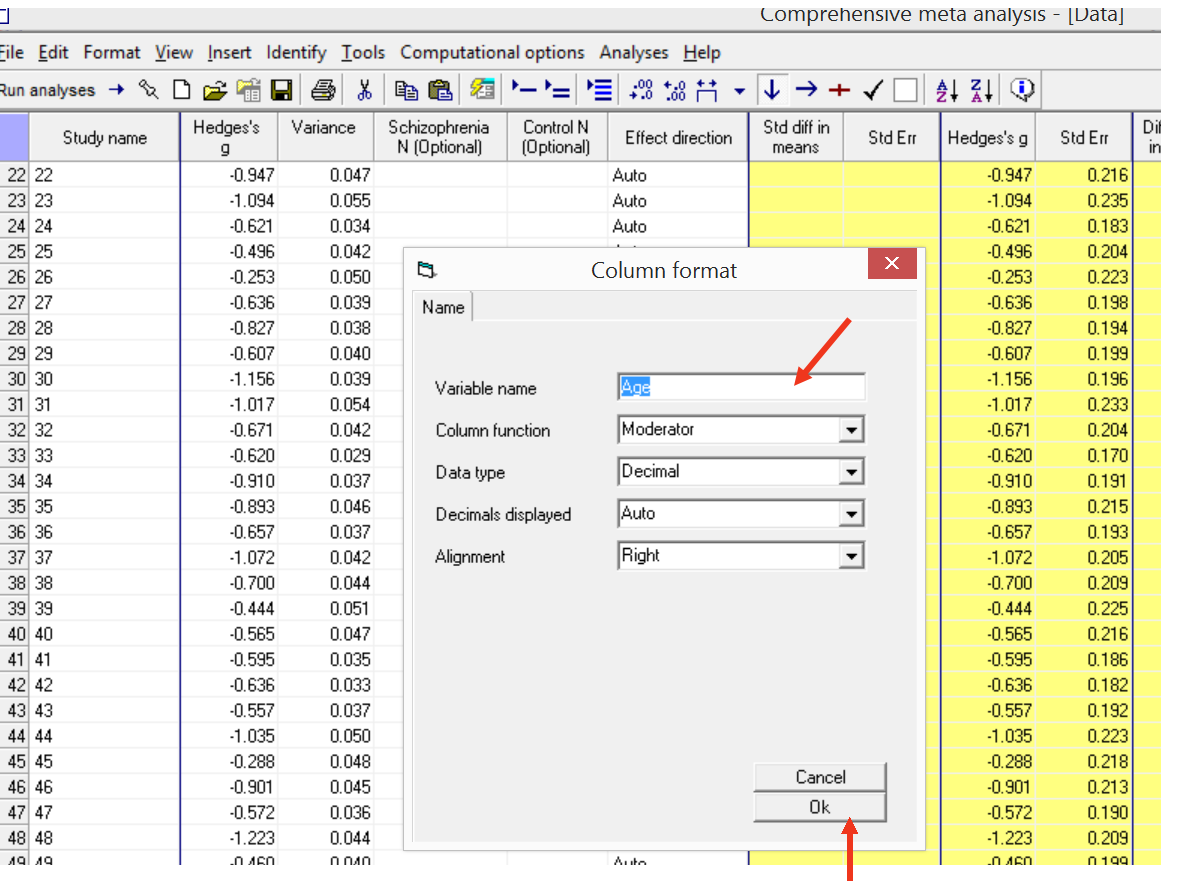 Comprehensive meta analysis - [Data]
File Edit Format View Insert Identify Tools Computational options Analyses Help
Run analyses
Study name Hedges's g Variance Schizophrenia N (Optional) Control N (Optional) Effect direction Std diff in means Std Err Hedges's g Std Err
22 22 -0.947 0.047 Auto -0.947 0.216
23 23 -1.094 0.055 Auto -1.094 0.235
24 24 -0.621 0.034 Auto -0.621 0.183
25 25 -0.496 0.042 -0.496 0.204
26 26 -0.253 0.050 -0.253 0.223
27 27 -0.636 0.039 -0.636 0.198
28 28 -0.827 0.038 -0.827 0.194
29 29 -0.607 0.040 -0.607 0.199
30 30 -1.156 0.039 -1.156 0.196
31 31 -1.017 0.054 -1.017 0.233
32 32 -0.671 0.042 -0.671 0.204
33 33 -0.620 0.029 -0.620 0.170
34 34 -0.910 0.037 -0.910 0.191
35 35 -0.893 0.046 -0.893 0.215
36 36 -0.657 0.037 -0.657 0.193
37 37 -1.072 0.042 -1.072 0.205
38 38 -0.700 0.044 -0.700 0.209
39 39 -0.444 0.051 -0.444 0.225
40 40 -0.565 0.047 -0.565 0.216
41 41 -0.595 0.035 -0.595 0.186
42 42 -0.636 0.033 -0.636 0.182
43 43 -0.557 0.037 -0.557 0.192
44 44 -1.035 0.050 -1.035 0.223
45 45 -0.288 0.048 -0.288 0.218
46 46 -0.901 0.045 -0.901 0.213
47 47 -0.572 0.036 -0.572 0.190
48 48 -1.223 0.044 -1.223 0.209
49 49 -0.460 0.040 Auto -0.460 0.199
Column format
Name
Variable name Age
Column function Moderator
Data type Decimal
Decimals displayed Auto
Alignment Right
Cancel
Ok